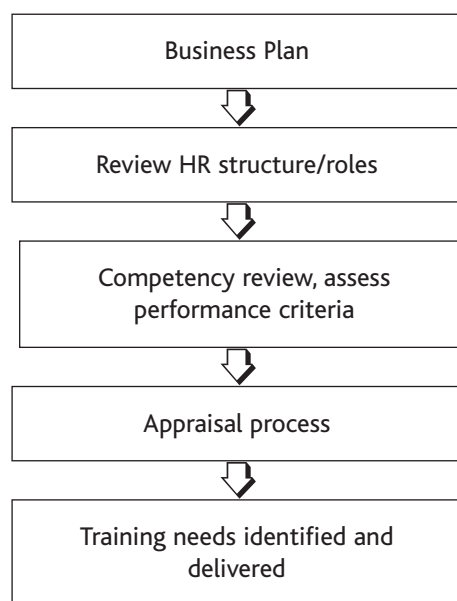 Business Plan
Review HR structure/roles
Competency review, assess
performance criteria
Appraisal process
Training needs identified and
delivered